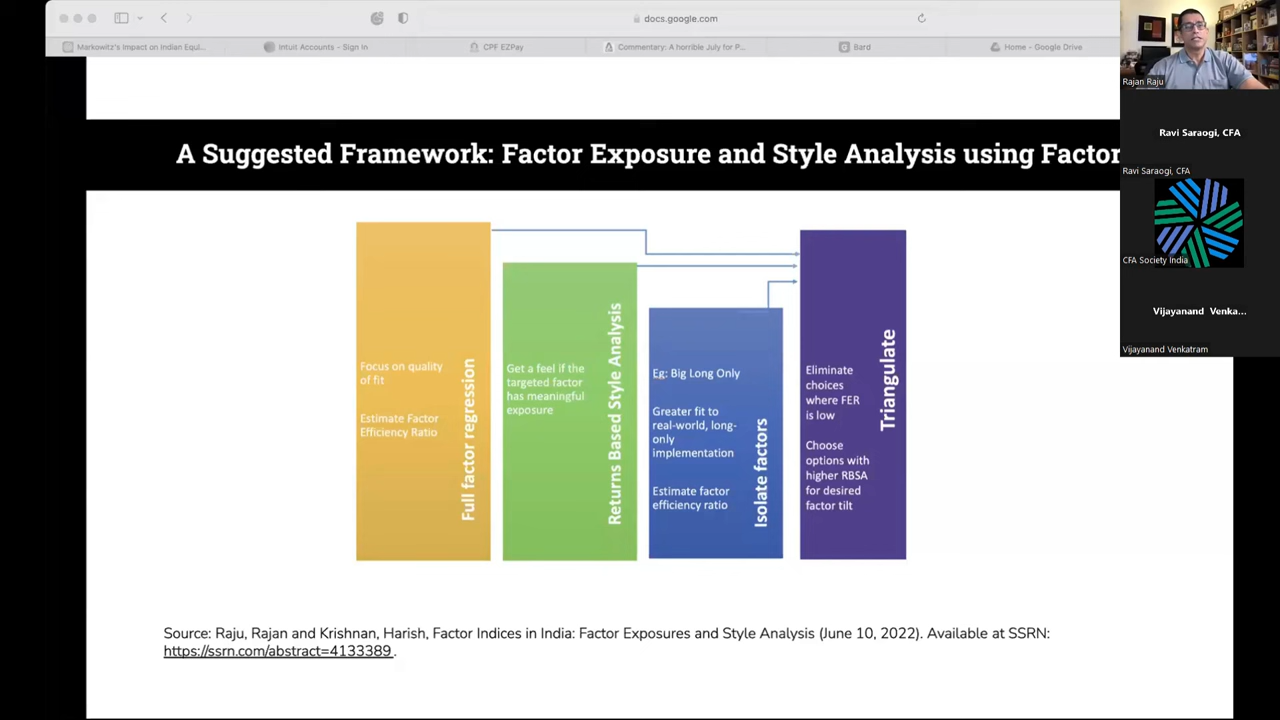 docs.google.com
Markowitz's Impact on Indian Equi...
Intuit Accounts - Sign In
CPF EZPay
Commentary: A horrible July for P...
Bard
Home - Google Drive
Rajan Raju
Ravi Saraogi, CFA
Ravi Saraogi, CFA
CFA Society India
Vijayanand Venka...
Vijayanand Venkatram
A Suggested Framework: Factor Exposure and Style Analysis using Factor
Focus on quality
of fit
Estimate Factor
Efficiency Ratio
Full factor regression
Get a feel if the
targeted factor
has meaningful
exposure
Returns Based Style Analysis
Eg: Big Long Only
Greater fit to
real-world, long-
only
implementation
Estimate factor
efficiency ratio
Isolate factors
Eliminate
choices
where FER
is low
Choose
options with
higher RBSA
for desired
factor tilt
Triangulate
Source: Raju, Rajan and Krishnan, Harish, Factor Indices in India: Factor Exposures and Style Analysis (June 10, 2022). Available at SSRN:
https://ssrn.com/abstract=4133389 .